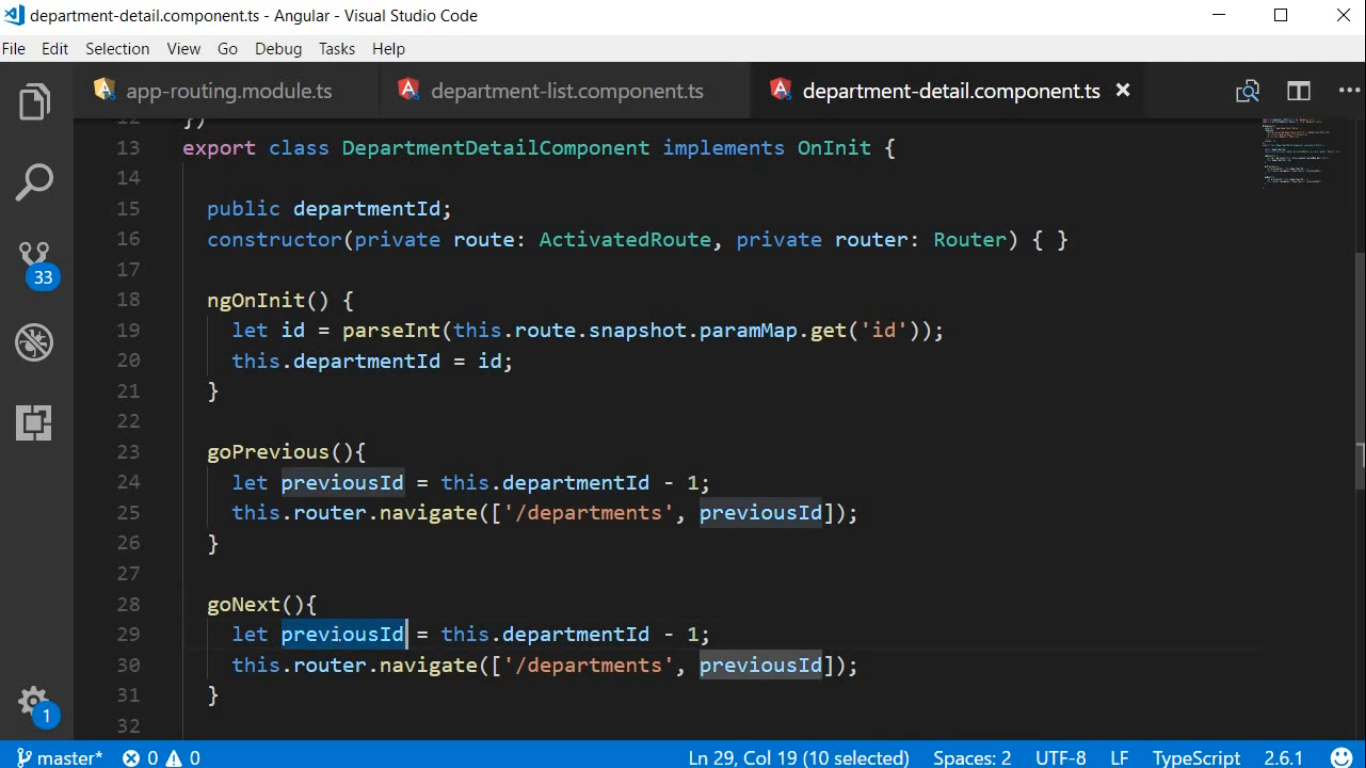 department-detail.component.ts - Angular - Visual Studio Code
File Edit Selection View Go Debug Tasks Help
app-routing.module.ts department-list.component.ts department-detail.component.ts
12 })
13 export class DepartmentDetailComponent implements OnInit {
14
15 public departmentId;
16 constructor(private route: ActivatedRoute, private router: Router) { }
17
18 ngOnInit() {
19 let id = parseInt(this.route.snapshot.paramMap.get('id'));
20 this.departmentId = id;
21 }
22
23 goPrevious(){
24 let previousId = this.departmentId - 1;
25 this.router.navigate(['/departments', previousId]);
26 }
27
28 goNext(){
29 let previousId = this.departmentId - 1;
30 this.router.navigate(['/departments', previousId]);
31 }
32
33
1
master* 0 0 Ln 29, Col 19 (10 selected) Spaces: 2 UTF-8 LF TypeScript 2.6.1